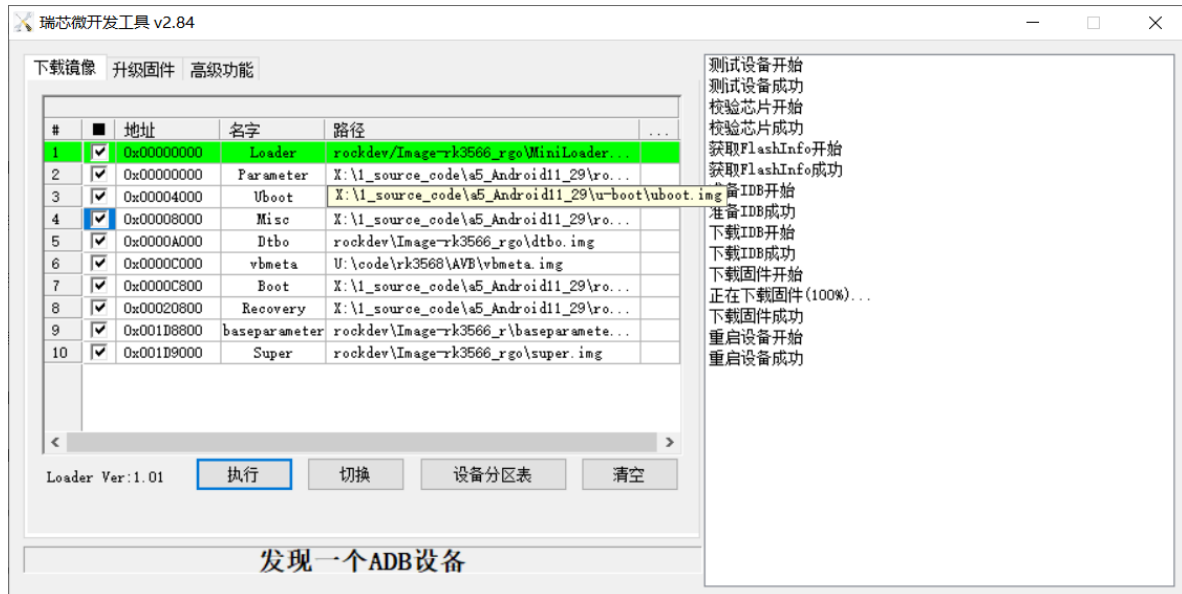 瑞芯微开发工具 v2.84
下载镜像 升级固件 高级功能
# 地址 名字 路径 ...
1 0x00000000 Loader rockdev/Image-rk3566_rgo\MiniLoader...
2 0x00000000 Parameter X:\1_source_code\a5_Android11_29\ro...
3 0x00004000 Uboot X:\1_source_code\a5_Android11_29\u-boot\uboot.img
4 0x00008000 Misc X:\1_source_code\a5_Android11_29\ro...
5 0x0000A000 Dtbo rockdev\Image-rk3566_rgo\dtbo.img
6 0x0000C000 vbmeta U:\code\rk3568\AVB\vbmeta.img
7 0x0000C800 Boot X:\1_source_code\a5_Android11_29\ro...
8 0x00020800 Recovery X:\1_source_code\a5_Android11_29\ro...
9 0x001D8800 baseparameter rockdev\Image-rk3566_r\baseparamete...
10 0x001D9000 Super rockdev\Image-rk3566_rgo\super.img
Loader Ver:1.01 执行 切换 设备分区表 清空
发现一个ADB设备
测试设备开始
测试设备成功
校验芯片开始
校验芯片成功
获取FlashInfo开始
获取FlashInfo成功
备IDB开始
准备IDB成功
下载IDB开始
下载IDB成功
下载固件开始
正在下载固件(100%)...
下载固件成功
重启设备开始
重启设备成功